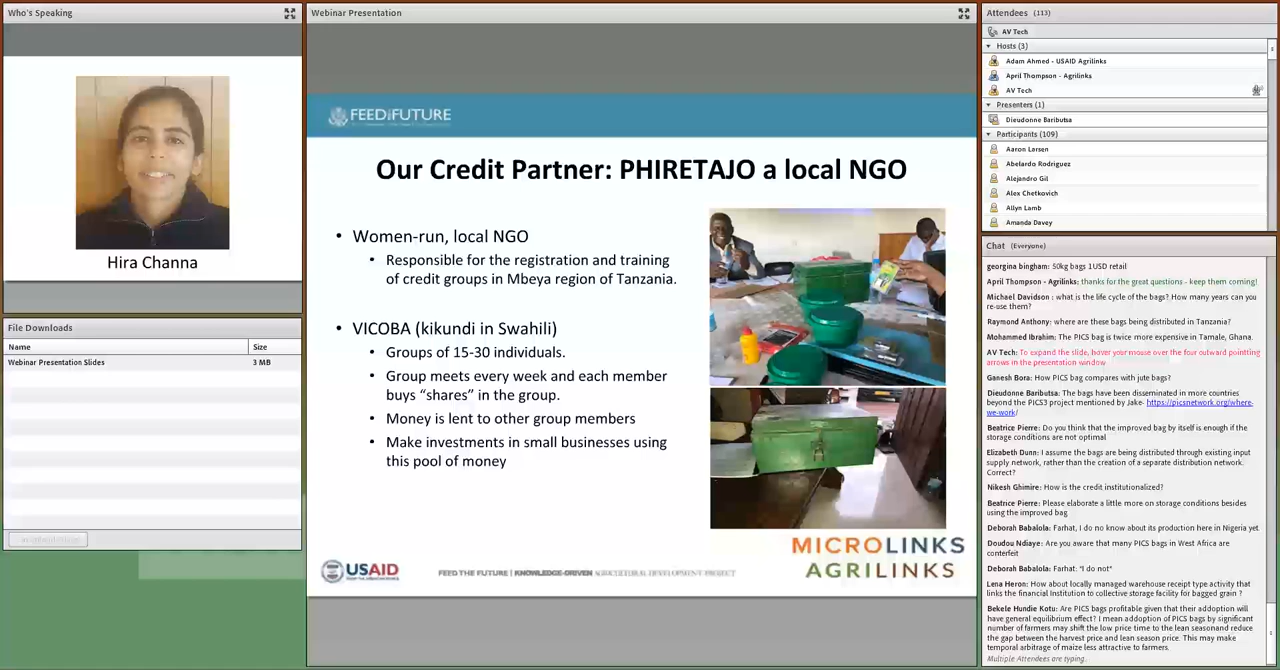 Who's Speaking
Hira Channa
File Downloads
Name
Size
Webinar Presentation Slides
3 MB
Webinar Presentation
FEED THE FUTURE
Our Credit Partner: PHIRETAJO a local NGO
• Women-run, local NGO
• Responsible for the registration and training
of credit groups in Mbeya region of Tanzania.
• VICOBA (kikundi in Swahili)
• Groups of 15-30 individuals.
• Group meets every week and each member
buys “shares” in the group.
• Money is lent to other group members
• Make investments in small businesses using
this pool of money
USAID
FEED THE FUTURE | KNOWLEDGE-DRIVEN AGRICULTURAL DEVELOPMENT PROJECT
MICROLINKS
AGRILINKS
Attendees (113)
AV Tech
Hosts (3)
Adam Ahmed - USAID Agrilinks
April Thompson - Agrilinks
AV Tech
Presenters (1)
Dieudonne Baributsa
Participants (109)
Aaron Larsen
Abelardo Rodriguez
Alejandro Gil
Alex Chetkovich
Allyn Lamb
Amanda Davey
Chat (Everyone)
georgina bingham: 50kg bags 1USD retail
April Thompson - Agrilinks: thanks for the great questions - keep them coming!
Michael Davidson : what is the life cycle of the bags? How many years can you
re-use them?
Raymond Anthony: where are these bags being distributed in Tanzania?
Mohammed Ibrahim: The PICS bag is twice more expensive in Tamale, Ghana.
AV Tech: To expand the slide, hover your mouse over the four outward pointing
arrows in the presentation window
Ganesh Bora: How PICS bag compares with jute bags?
Dieudonne Baributsa: The bags have been disseminated in more countries
beyond the PICS3 project mentioned by Jake- https://picsnetwork.org/where-
we-work/
Beatrice Pierre: Do you think that the improved bag by itself is enough if the
storage conditions are not optimal
Elizabeth Dunn: I assume the bags are being distributed through existing input
supply network, rather than the creation of a separate distribution network.
Correct?
Nikesh Ghimire: How is the credit institutionalized?
Beatrice Pierre: Please elaborate a little more on storage conditions besides
using the improved bag
Deborah Babalola: Farhat, I do no know about its production here in Nigeria yet
Doudou Ndiaye: Are you aware that many PICS bags in West Africa are
conterfeit
Deborah Babalola: Farhat: "I do not"
Lena Heron: How about locally managed warehouse receipt type activity that
links the financial Institution to collective storage facility for bagged grain ?
Bekele Hundie Kotu: Are PICS bags profitable given that their addoption will
have general equilibrium effect? I mean addoption of PICS bags by significant
number of farmers may shift the low price time to the lean seasonand reduce
the gap between the harvest price and lean season price. This may make
temporal arbitrage of maize less attractive to farmers.
Multiple Attendees are typing.